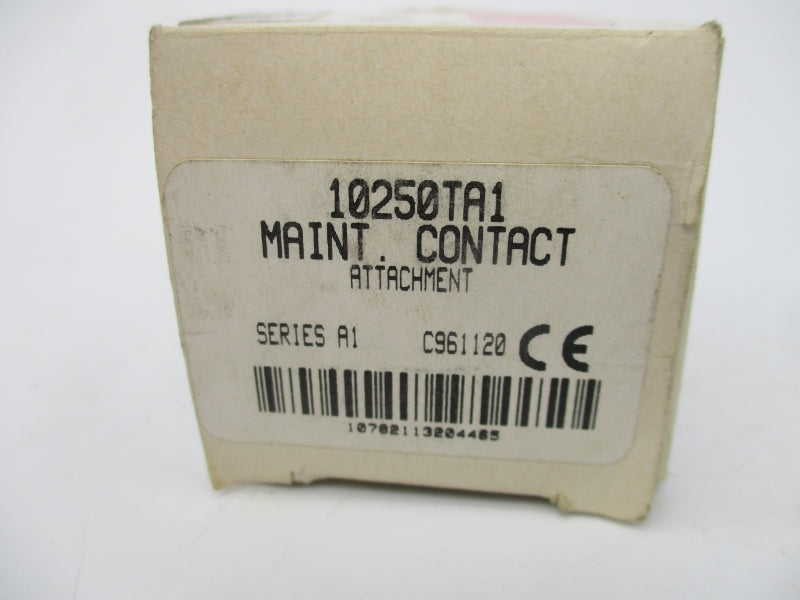 10250TA1
MAINT. CONTACT
ATTACHMENT
SERIES A1 C961120 CE
10782113204465